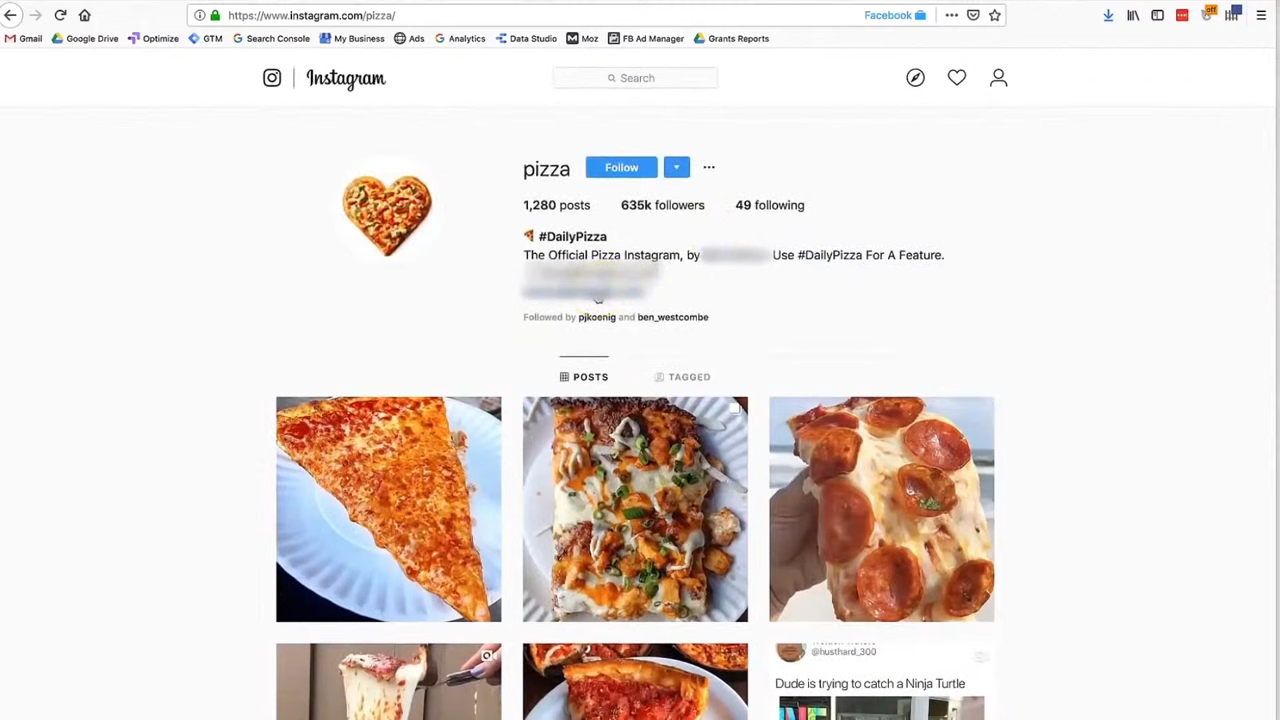 https://www.instagram.com/pizza/
Facebook
off
Gmail
Google Drive
Optimize
GTM
Search Console
My Business
Ads
Analytics
Data Studio
Moz
FB Ad Manager
Grants Reports
Instagram
Search
pizza
Follow
1,280 posts 635k followers 49 following
#DailyPizza
The Official Pizza Instagram, by
Use #DailyPizza For A Feature.
Followed by pjkoenig and ben_westcombe
POSTS
TAGGED
@husthard_300
Dude is trying to catch a Ninja Turtle